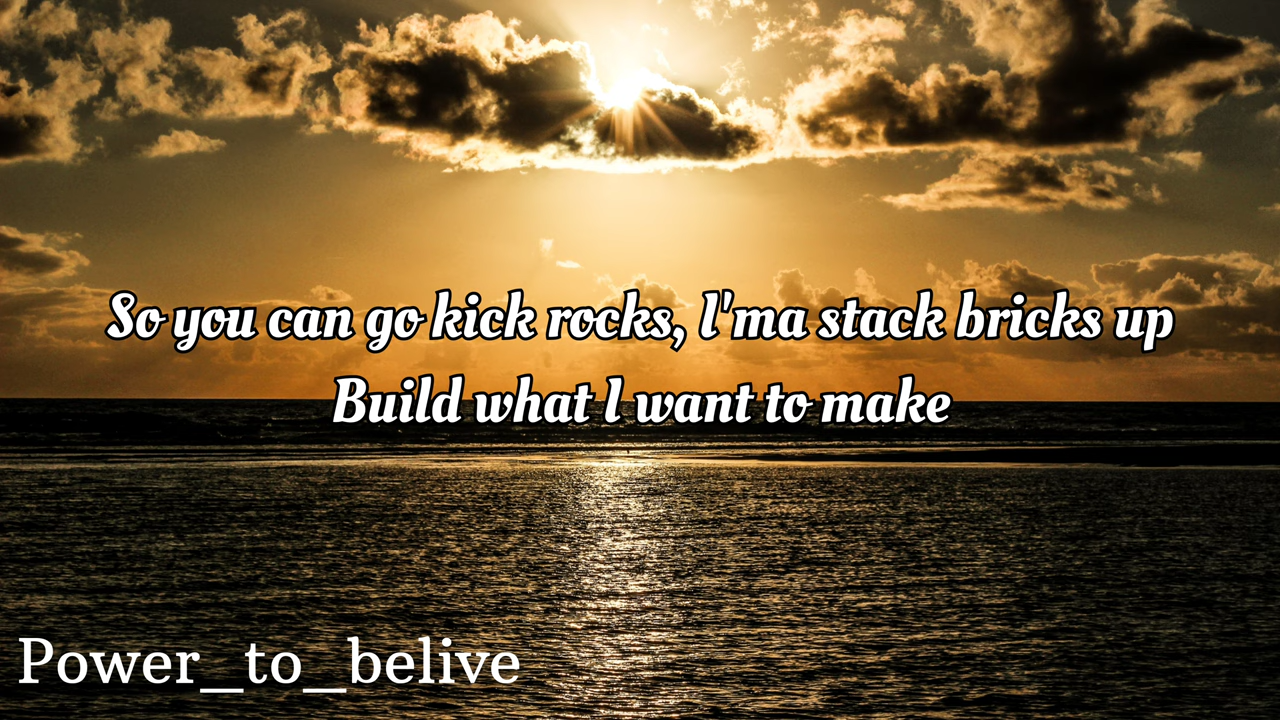 So you can go kick rocks, I'ma stack bricks up
Build what I want to make
Power_to_belive